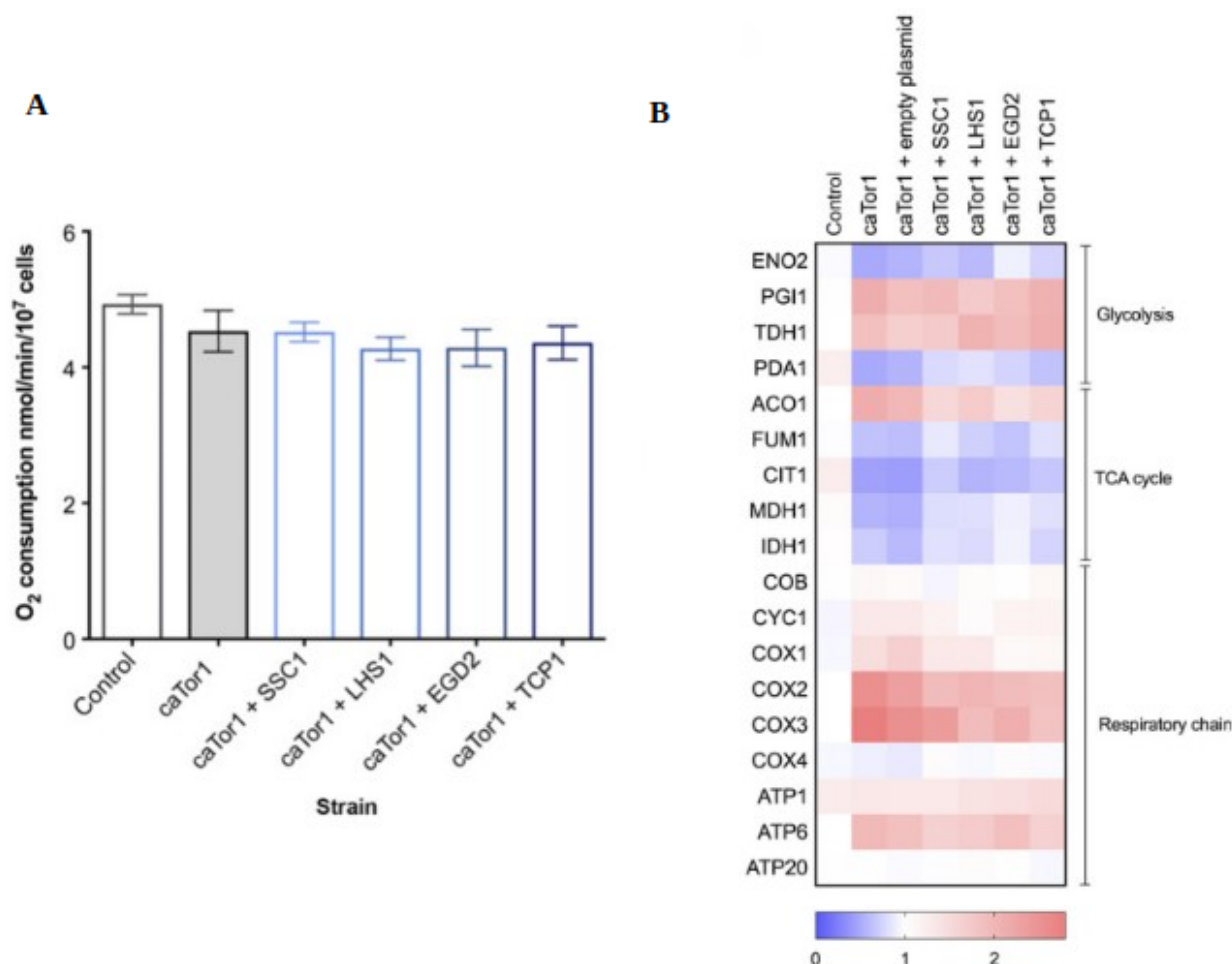 A
O₂ consumption nmol/min/10⁷ cells
6
4
2
0
Control
caTor1
caTor1 + SSC1
caTor1 + LHS1
caTor1 + EGD2
caTor1 + TCP1
Strain
B
Control
caTor1
caTor1 + empty plasmid
caTor1 + SSC1
caTor1 + LHS1
caTor1 + EGD2
caTor1 + TCP1
ENO2
PGI1
TDH1
PDA1
Glycolysis
ACO1
FUM1
CIT1
MDH1
IDH1
TCA cycle
COB
CYC1
COX1
COX2
COX3
COX4
ATP1
ATP6
ATP20
Respiratory chain
0
1
2